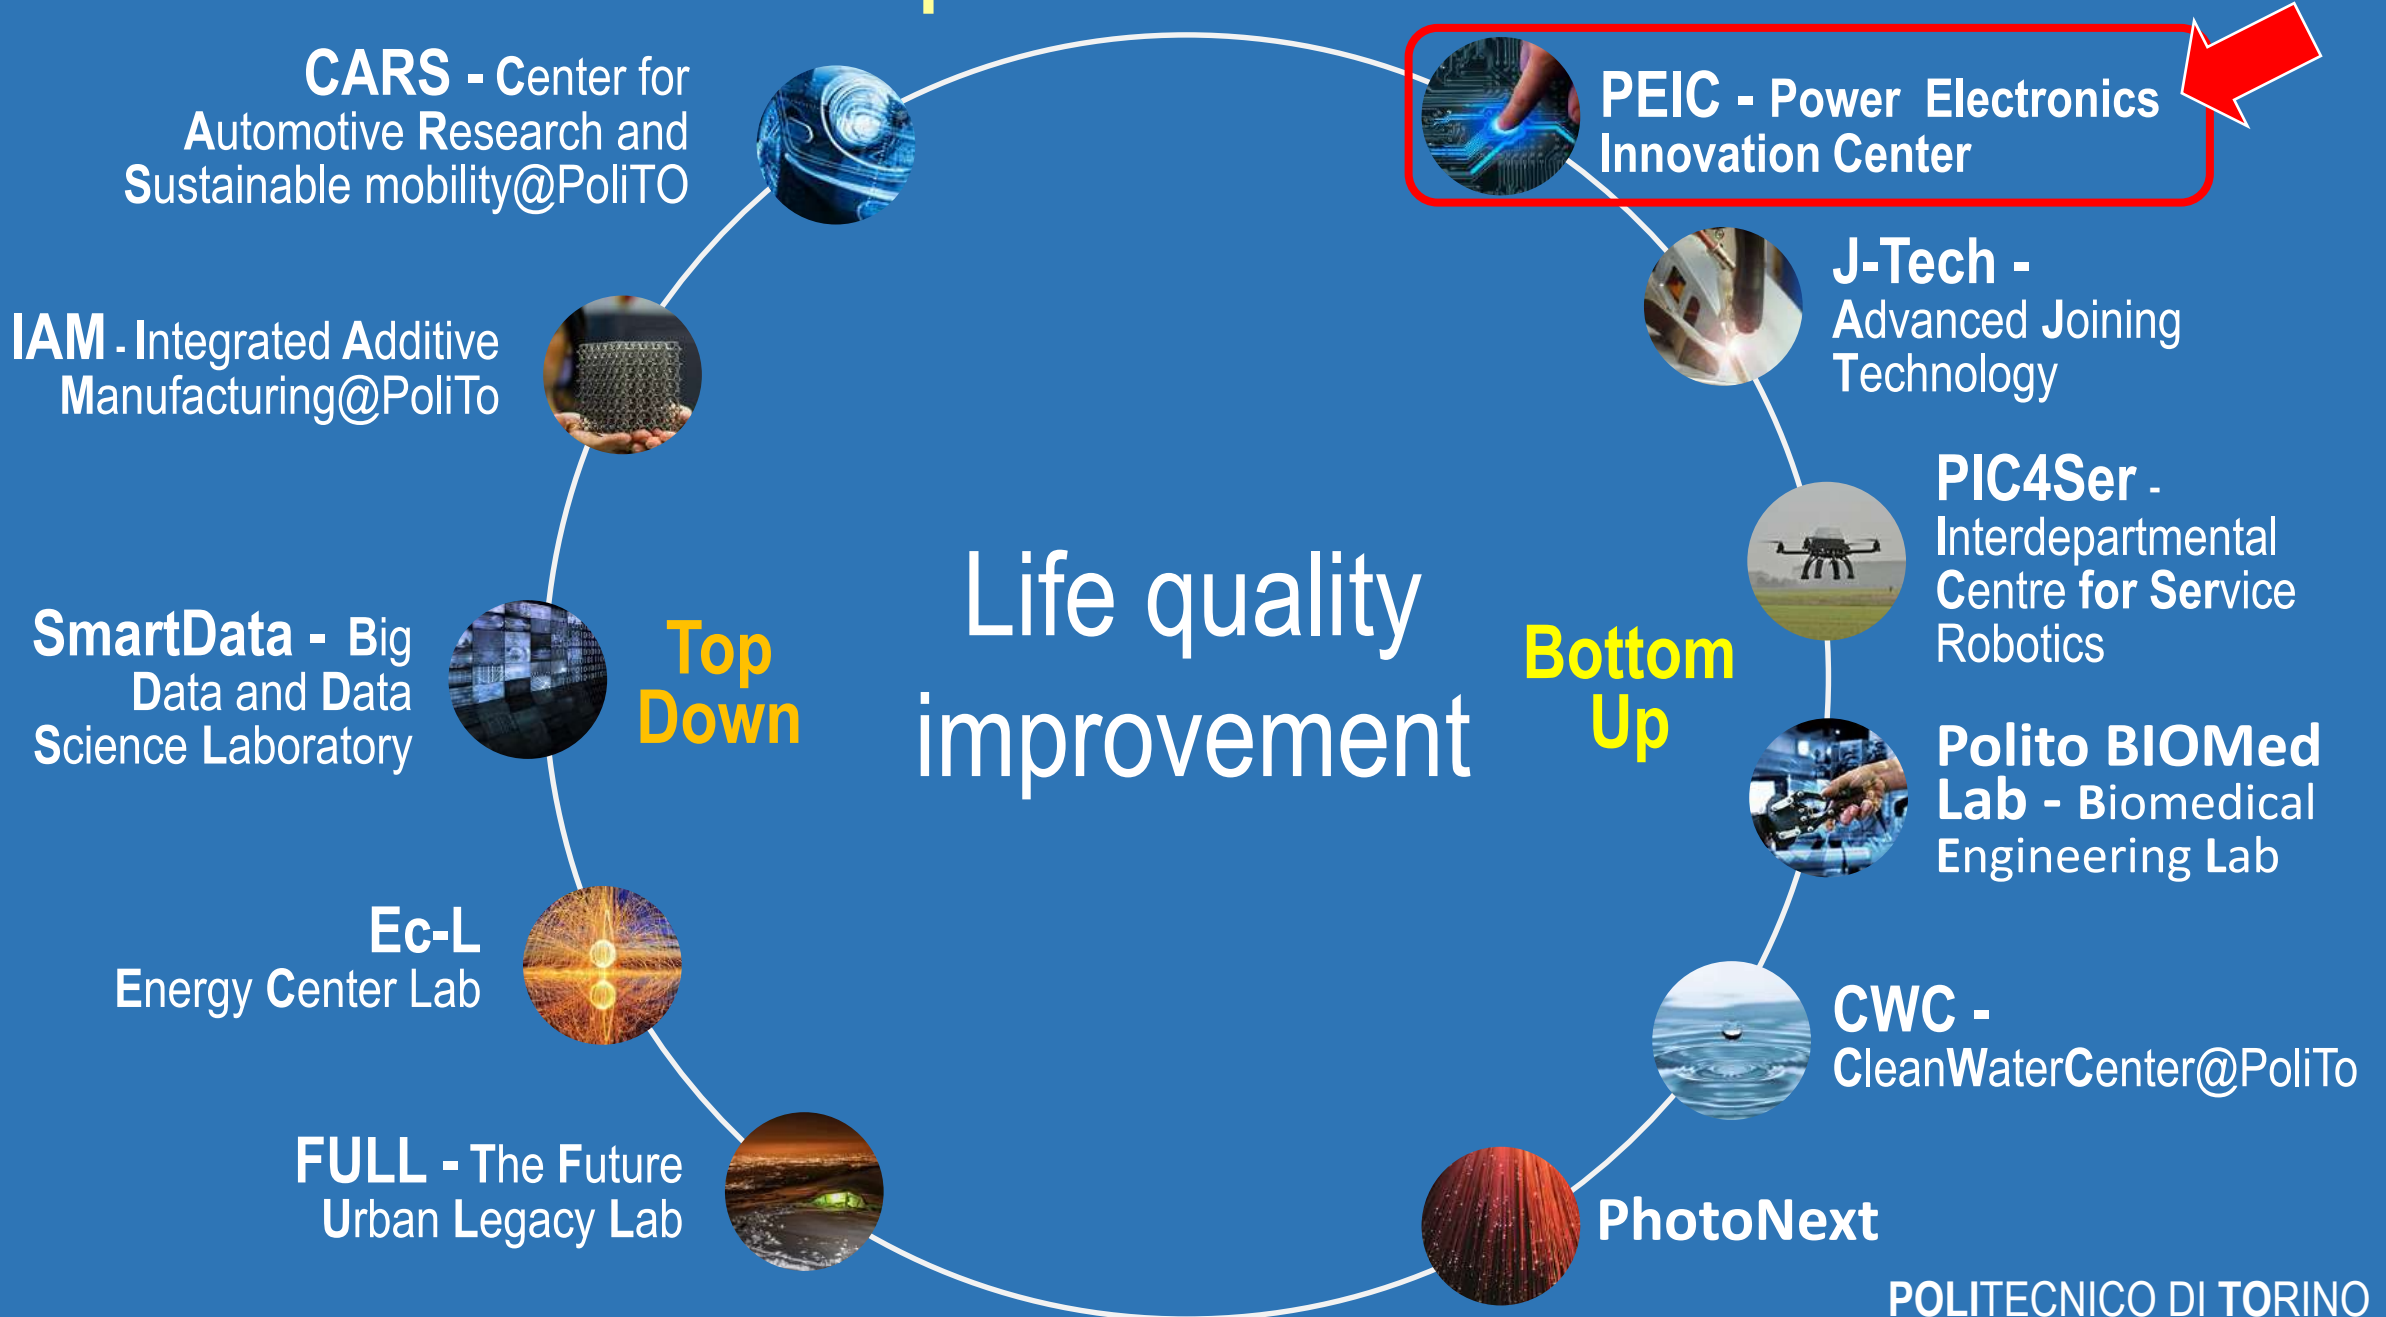 CARS - Center for
Automotive Research and
Sustainable mobility@PoliTO
IAM - Integrated Additive
Manufacturing@PoliTo
SmartData - Big
Data and Data
Science Laboratory
Ec-L
Energy Center Lab
FULL - The Future
Urban Legacy Lab
Top
Down
Life quality
improvement
Bottom
Up
PEIC - Power Electronics
Innovation Center
J-Tech -
Advanced Joining
Technology
PIC4Ser -
Interdepartmental
Centre for Service
Robotics
Polito BIOMed
Lab - Biomedical
Engineering Lab
CWC -
CleanWaterCenter@PoliTo
PhotoNext
POLITECNICO DI TORINO